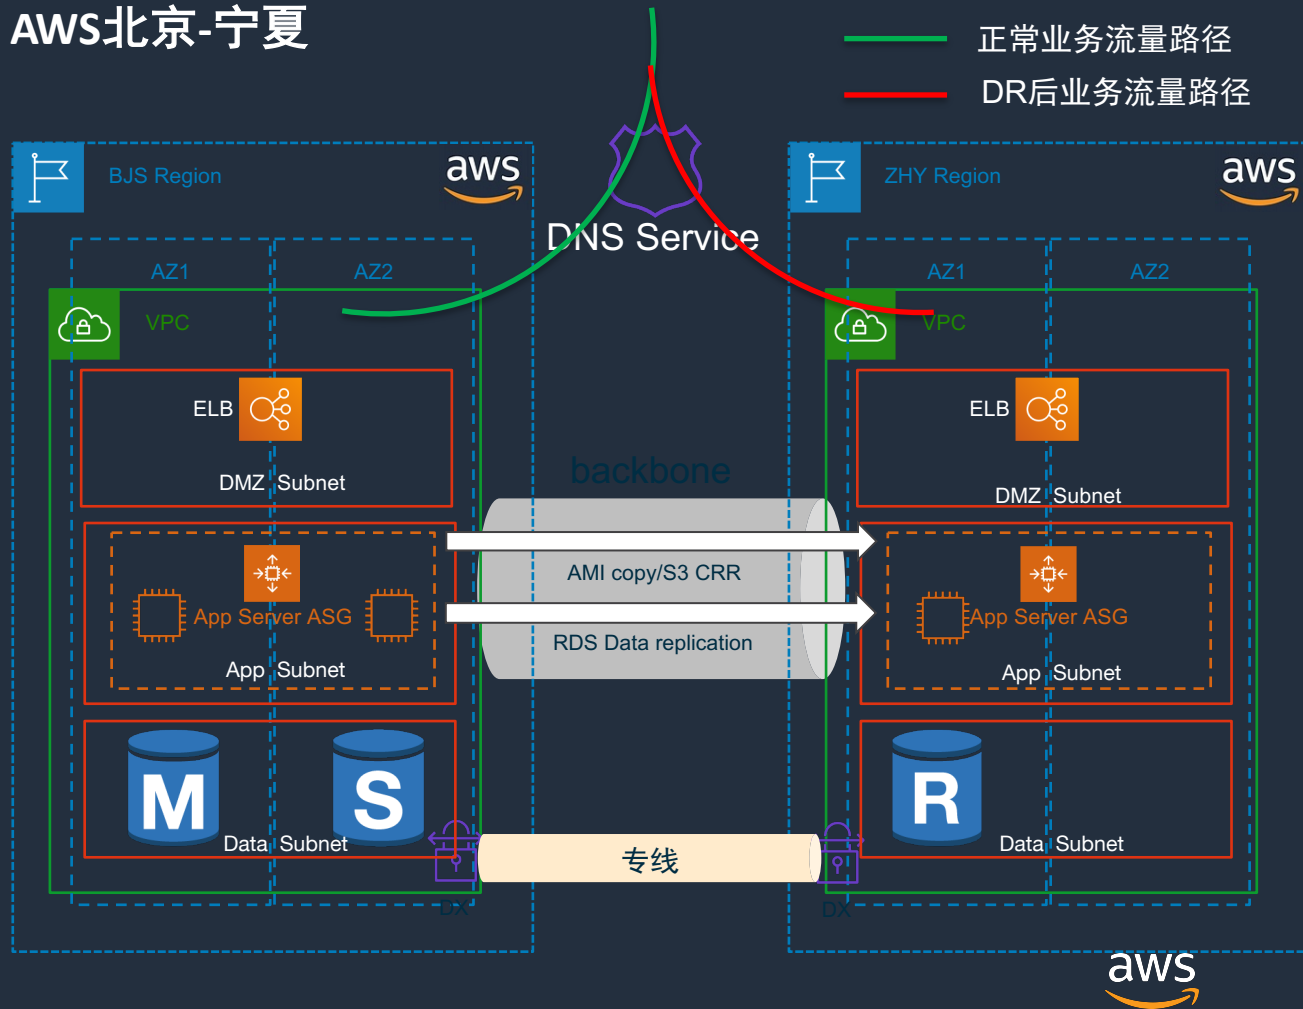 AWS北京-宁夏
正常业务流量路径
DR后业务流量路径
BJS Region
aws
DNS Service
ZHY Region
aws
AZ1
AZ2
VPC
ELB
DMZ Subnet
App Server ASG
App Subnet
M
S
Data Subnet
DX
backbone
AMI copy/S3 CRR
RDS Data replication
专线
AZ1
AZ2
VPC
ELB
DMZ Subnet
App Server ASG
App Subnet
R
Data Subnet
DX
aws